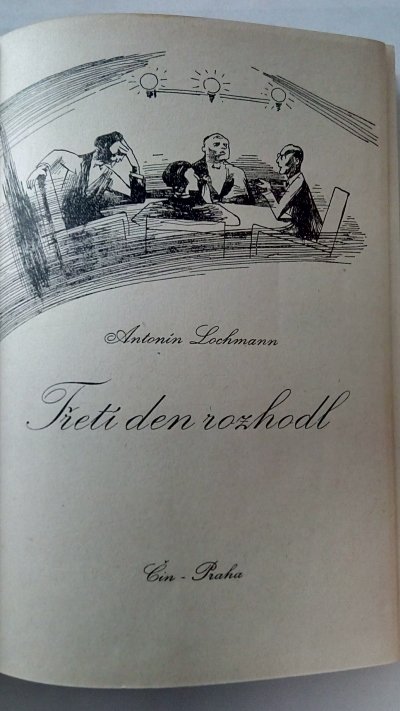 Antonín Lochmann
Třetí den rozhodl
Čin - Praha